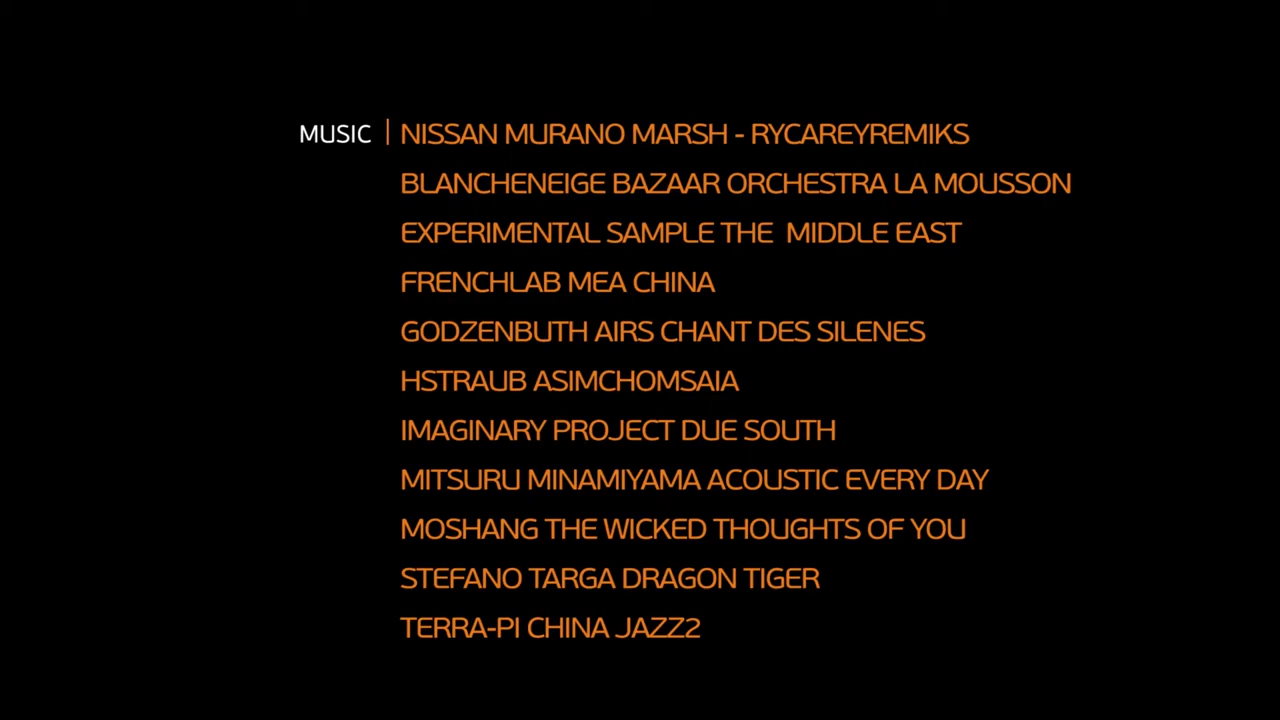 MUSIC | NISSAN MURANO MARSH - RYCAREYREMIKS
BLANCHENEIGE BAZAAR ORCHESTRA LA MOUSSON
EXPERIMENTAL SAMPLE THE  MIDDLE EAST
FRENCHLAB MEA CHINA
GODZENBUTH AIRS CHANT DES SILENES
HSTRAUB ASIMCHOMSAIA
IMAGINARY PROJECT DUE SOUTH
MITSURU MINAMIYAMA ACOUSTIC EVERY DAY
MOSHANG THE WICKED THOUGHTS OF YOU
STEFANO TARGA DRAGON TIGER
TERRA-PI CHINA JAZZ2